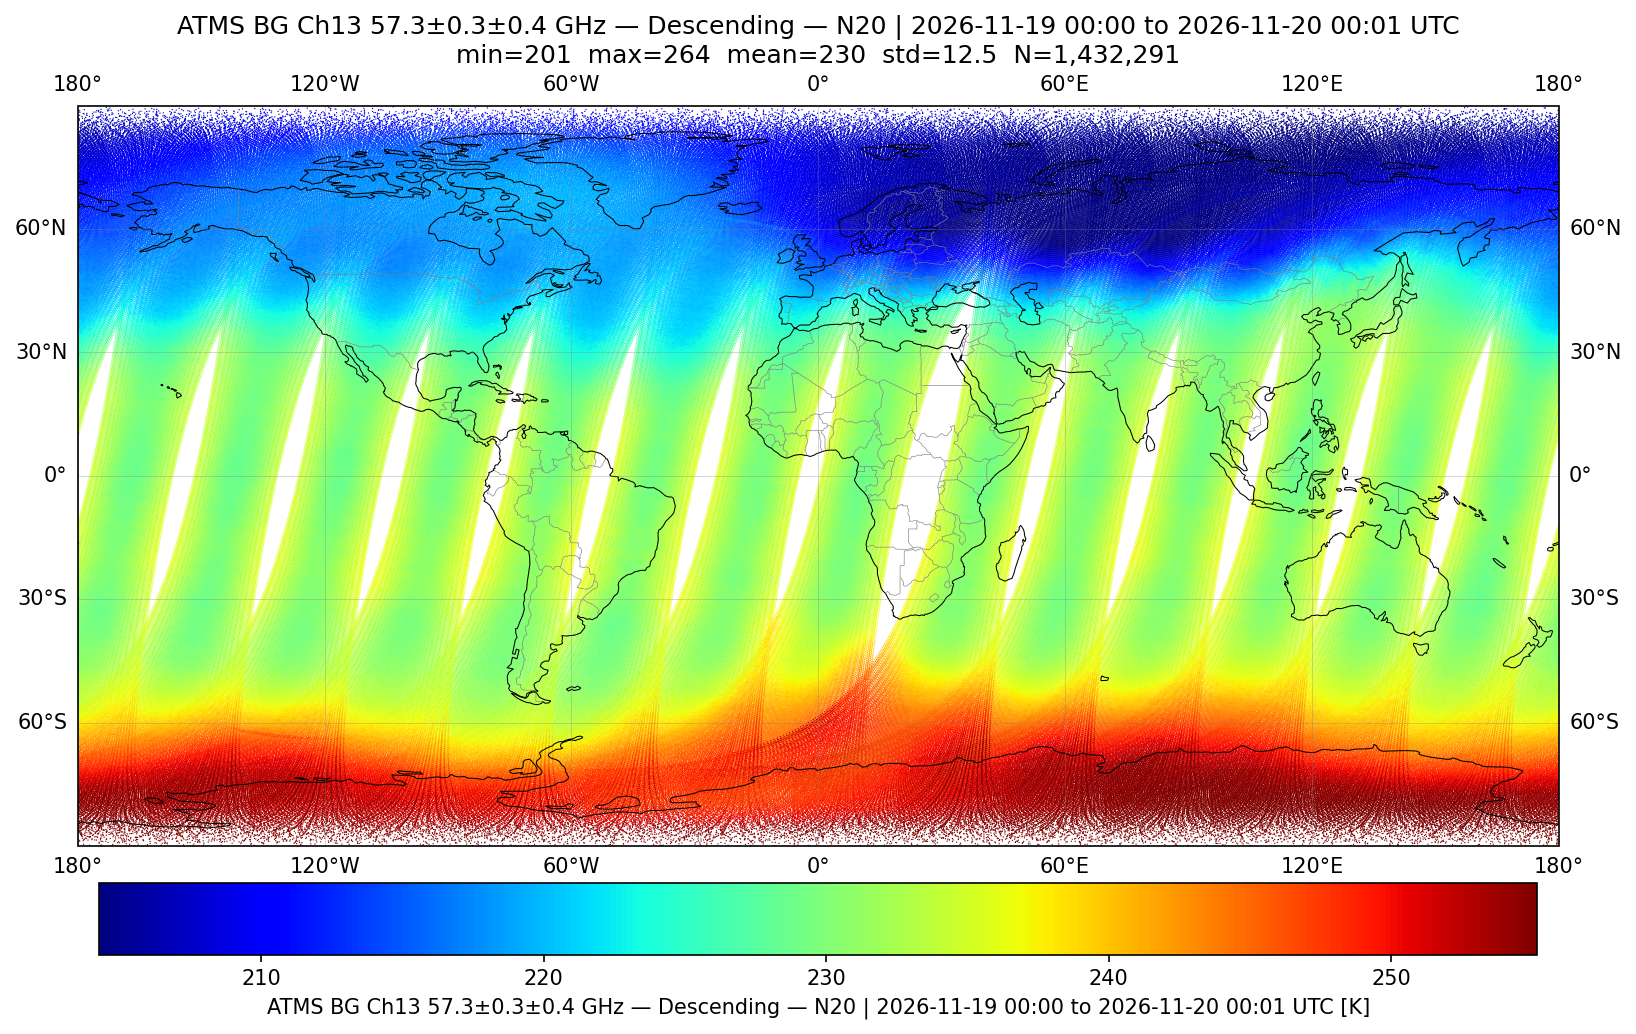 ATMS BG Ch13 57.3±0.3±0.4 GHz — Descending — N20 | 2026-11-19 00:00 to 2026-11-20 00:01 UTC
min=201 max=264 mean=230 std=12.5 N=1,432,291
180° 120°W 60°W 0° 60°E 120°E 180°
60°N 60°N
30°N 30°N
0° 0°
30°S 30°S
60°S 60°S
180° 120°W 60°W 0° 60°E 120°E 180°
210 220 230 240 250
ATMS BG Ch13 57.3±0.3±0.4 GHz — Descending — N20 | 2026-11-19 00:00 to 2026-11-20 00:01 UTC [K]